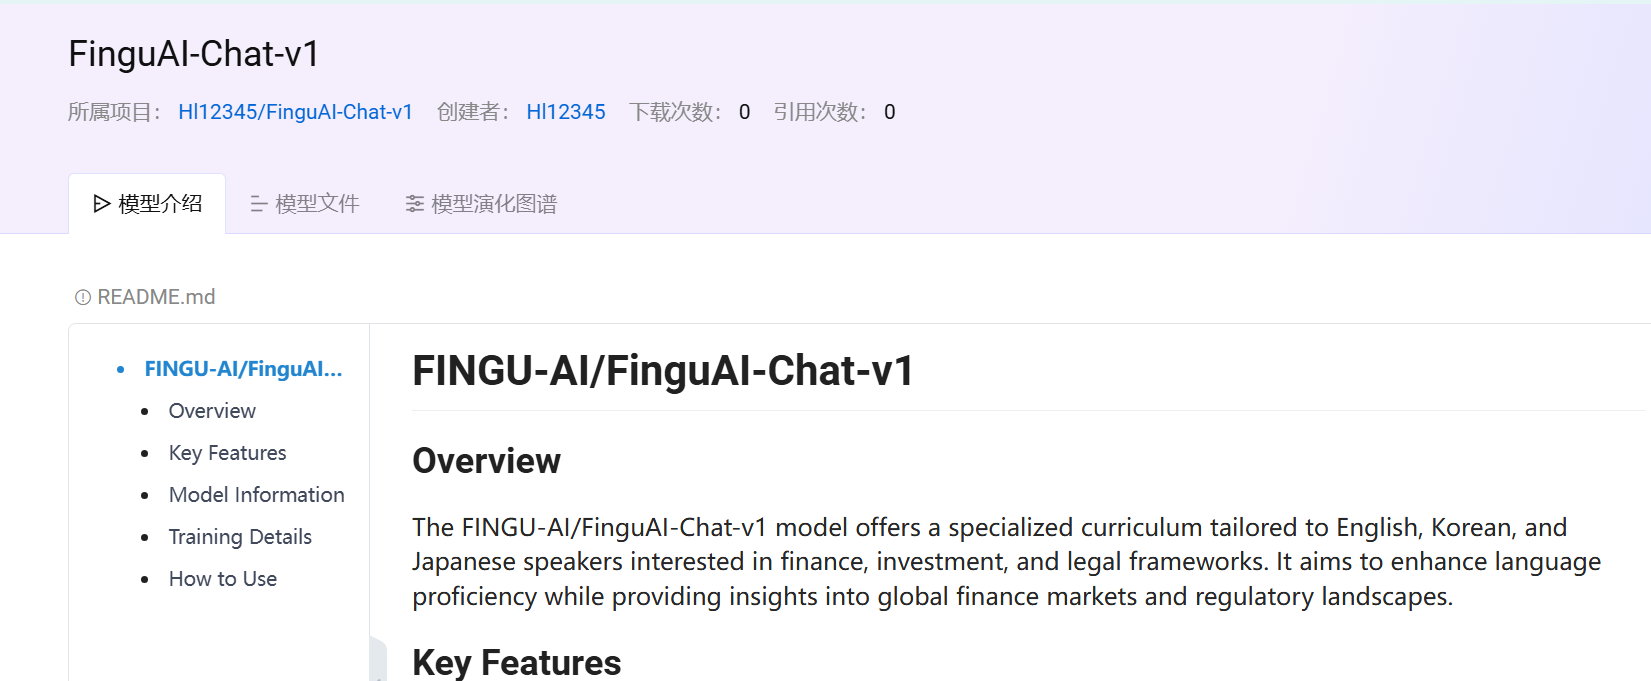 FinguAI-Chat-v1
所属项目： Hl12345/FinguAI-Chat-v1 创建者： Hl12345 下载次数： 0 引用次数： 0
模型介绍 模型文件 模型演化图谱
README.md
FINGU-AI/FinguAI...
Overview
Key Features
Model Information
Training Details
How to Use
FINGU-AI/FinguAI-Chat-v1
Overview
The FINGU-AI/FinguAI-Chat-v1 model offers a specialized curriculum tailored to English, Korean, and
Japanese speakers interested in finance, investment, and legal frameworks. It aims to enhance language
proficiency while providing insights into global finance markets and regulatory landscapes.
Key Features